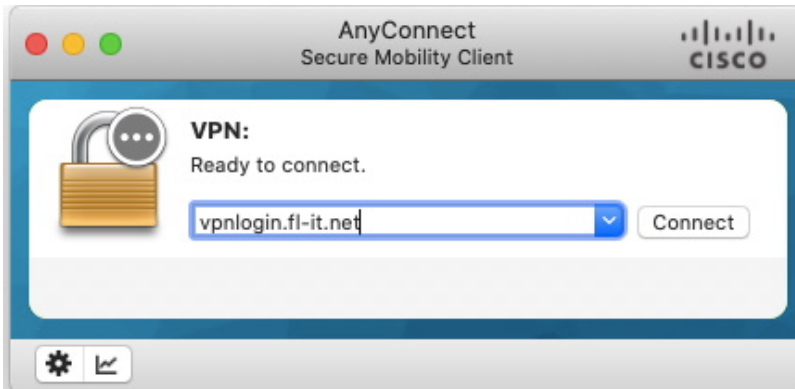 AnyConnect
Secure Mobility Client
CISCO
VPN:
Ready to connect.
vpnlogin.fl-it.net
Connect